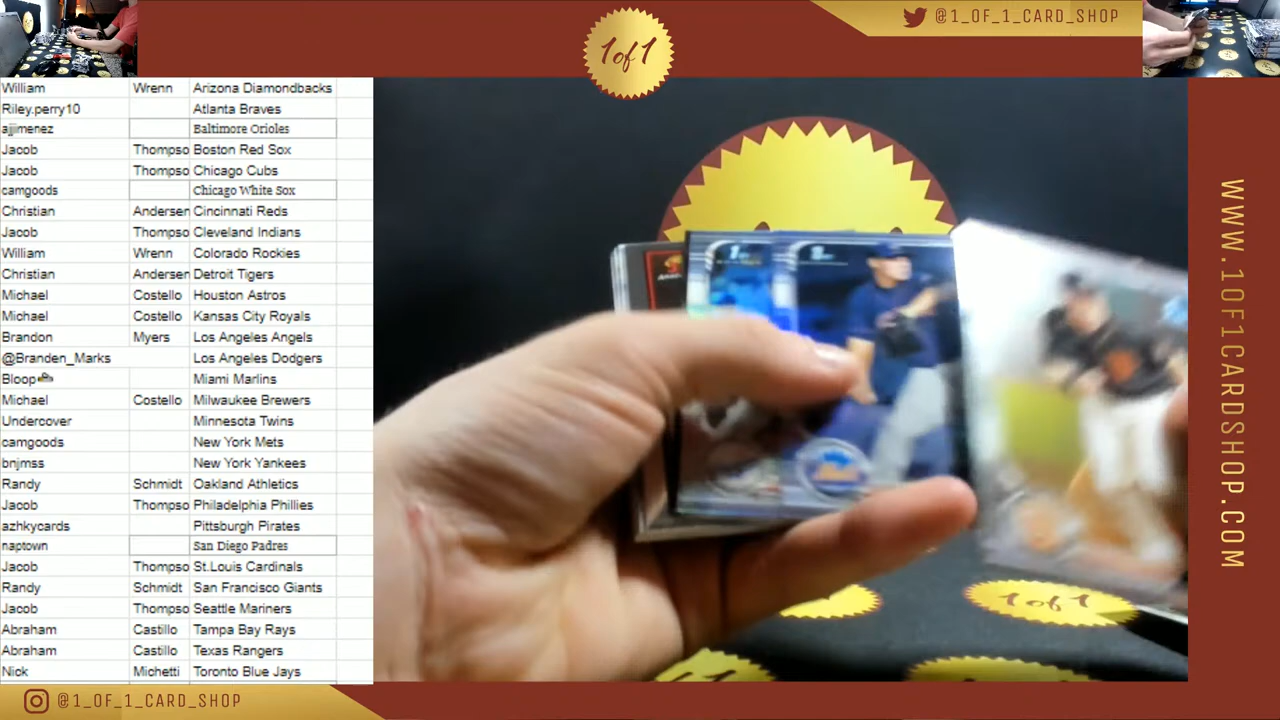 1of1
@1_OF_1_CARD_SHOP
William Wrenn Arizona Diamondbacks
Riley.perry10 Atlanta Braves
ajjimenez Baltimore Orioles
Jacob Thompso Boston Red Sox
Jacob Thompso Chicago Cubs
camgoods Chicago White Sox
Christian Andersen Cincinnati Reds
Jacob Thompso Cleveland Indians
William Wrenn Colorado Rockies
Christian Andersen Detroit Tigers
Michael Costello Houston Astros
Michael Costello Kansas City Royals
Brandon Myers Los Angeles Angels
@Branden_Marks Los Angeles Dodgers
Bloop Miami Marlins
Michael Costello Milwaukee Brewers
Undercover Minnesota Twins
camgoods New York Mets
bnjmss New York Yankees
Randy Schmidt Oakland Athletics
Jacob Thompso Philadelphia Phillies
azhkycards Pittsburgh Pirates
naptown San Diego Padres
Jacob Thompso St.Louis Cardinals
Randy Schmidt San Francisco Giants
Jacob Thompso Seattle Mariners
Abraham Castillo Tampa Bay Rays
Abraham Castillo Texas Rangers
Nick Michetti Toronto Blue Jays
1of1
WWW.1OF1CARDSHOP.COM
@1_OF_1_CARD_SHOP